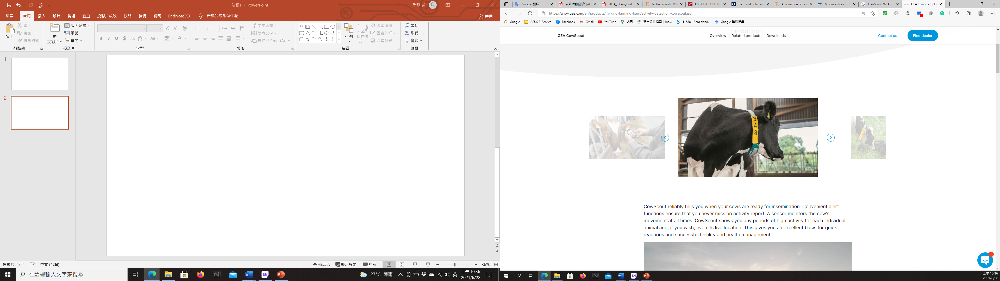 簡報1 - PowerPoint
千訓 黃
檔案 常用 插入 設計 轉場 動畫 投影片放映 校閱 檢視 說明 EndNote X9 告訴我您想做什麼 共用
貼上 剪下 複製 複製格式
新投影片 版面配置 重設 章節
文字方向 對齊文字 轉換成 SmartArt
排列 快速樣式 圖案填滿 圖案外框 圖案效果
尋找 取代 選取
剪貼簿 投影片 字型 段落 繪圖 編輯
1
2
投影片 2 / 2 中文 (台灣) 備忘稿 顯示設定 註解 86%
在這裡輸入文字來搜尋
27°C 陣雨 英 上午 10:36
2021/6/28
Google 翻譯
2014_Bikker_Evalu
Technical note: Val
CSIRO PUBLISHING
Technical note: vali
Automation of oes
Moomonitor+ - D
CowScout Neck - G
GEA CowScout | H
https://www.gea.com/en/products/milking-farming-barn/activity-detection-cowscout.jsp
Google ASUS E-Service Facebook Gmail YouTube 地圖 混合線性模型 (Line... 41688 - Zero deno... Google 學術搜尋
production.
GEA CowScout Overview Related products Downloads Contact us Find dealer
8
4
8
CowScout reliably tells you when your cows are ready for insemination. Convenient alert
functions ensure that you never miss an activity report. A sensor monitors the cow's
movement at all times. CowScout shows you any periods of high activity for each individual
animal and, if you wish, even its live location. This gives you an excellent basis for quick
reactions and successful fertility and health management!
上午 10:36
2021/6/28